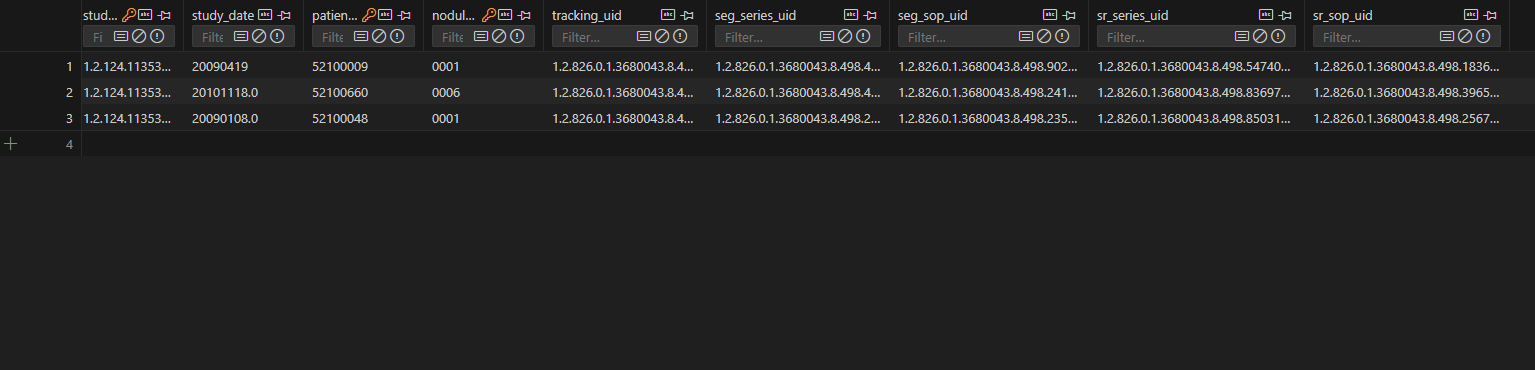 stud... study_date patien... nodul... tracking_uid seg_series_uid seg_sop_uid sr_series_uid sr_sop_uid
Fi Filte Filte Filte Filter... Filter... Filter... Filter... Filter...
1 1.2.124.11353... 20090419 52100009 0001 1.2.826.0.1.3680043.8.4... 1.2.826.0.1.3680043.8.498.4... 1.2.826.0.1.3680043.8.498.902... 1.2.826.0.1.3680043.8.498.54740... 1.2.826.0.1.3680043.8.498.1836...
2 1.2.124.11353... 20101118.0 52100660 0006 1.2.826.0.1.3680043.8.4... 1.2.826.0.1.3680043.8.498.4... 1.2.826.0.1.3680043.8.498.241... 1.2.826.0.1.3680043.8.498.83697... 1.2.826.0.1.3680043.8.498.3965...
3 1.2.124.11353... 20090108.0 52100048 0001 1.2.826.0.1.3680043.8.4... 1.2.826.0.1.3680043.8.498.2... 1.2.826.0.1.3680043.8.498.235... 1.2.826.0.1.3680043.8.498.85031... 1.2.826.0.1.3680043.8.498.2567...
4